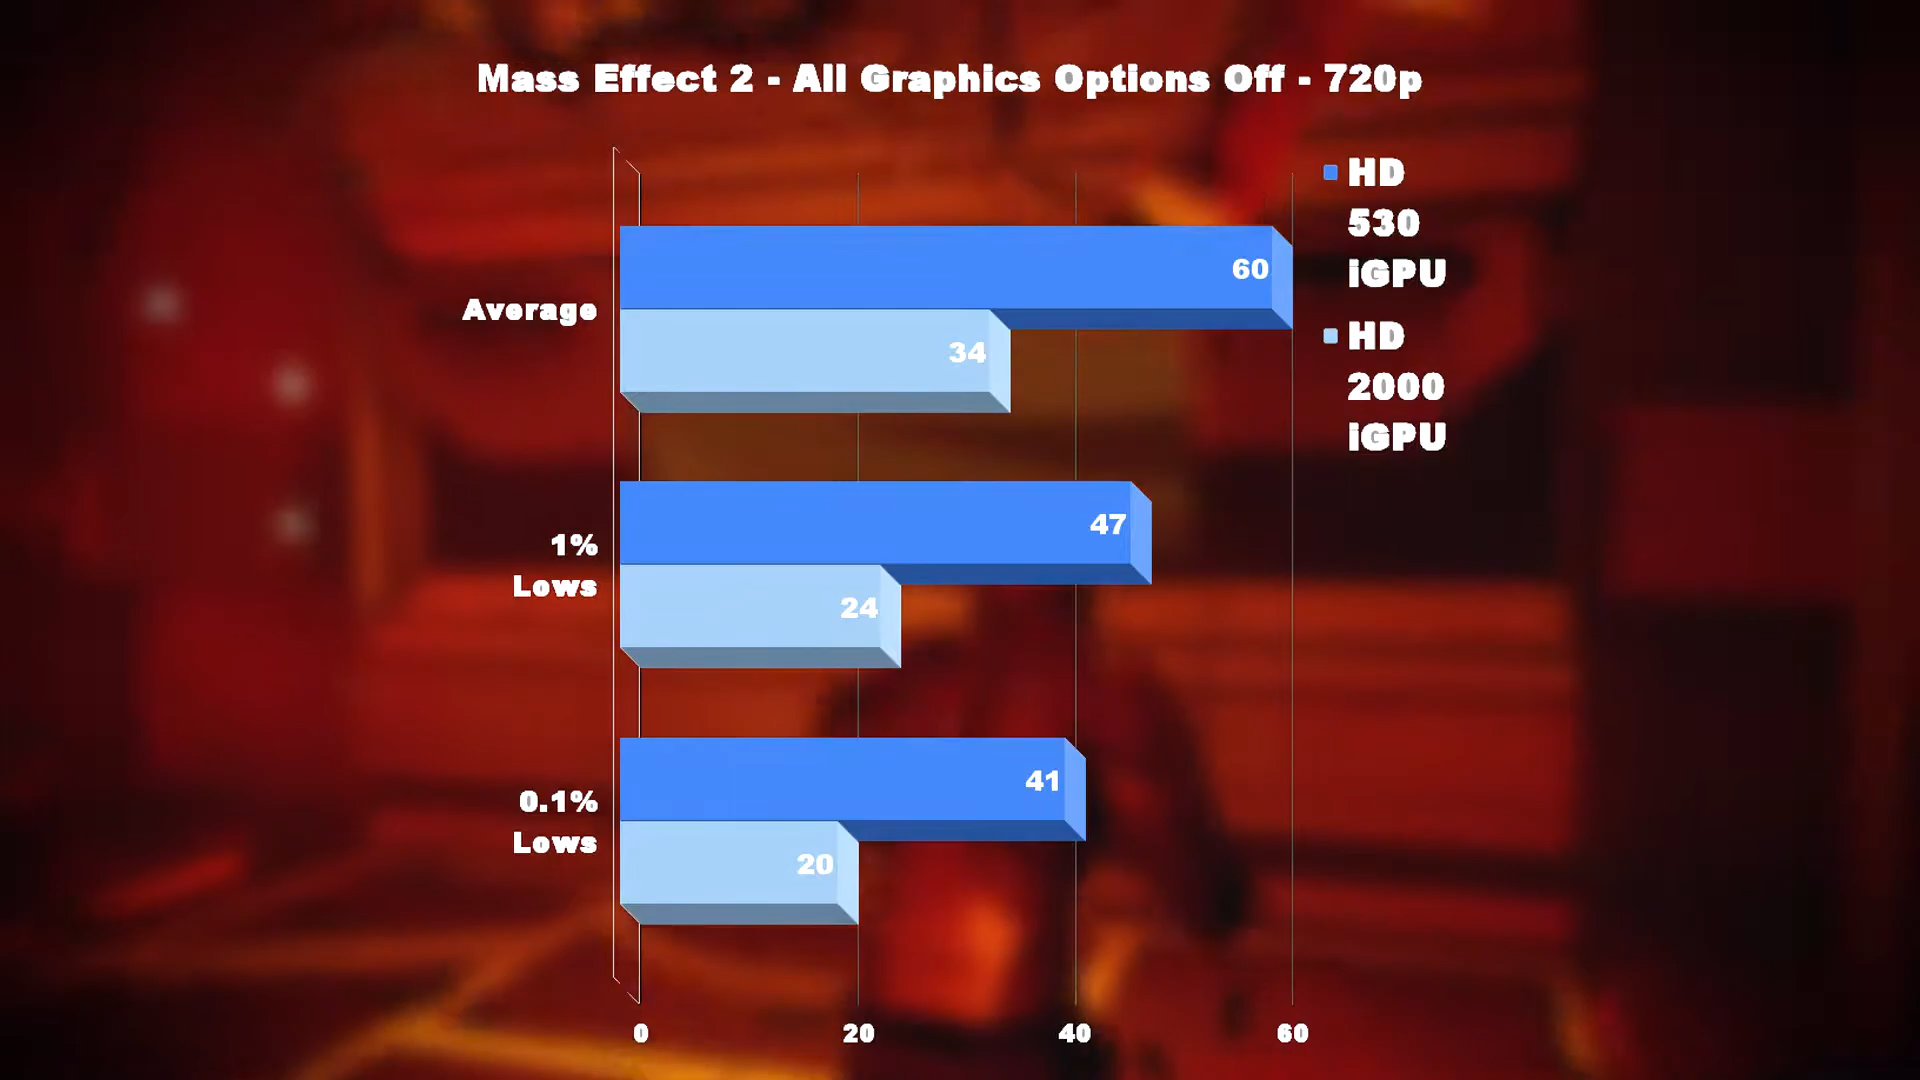 Mass Effect 2 - All Graphics Options Off - 720p
HD
530
iGPU
HD
2000
iGPU
Average
60
34
1%
Lows
47
24
0.1%
Lows
41
20
0 20 40 60